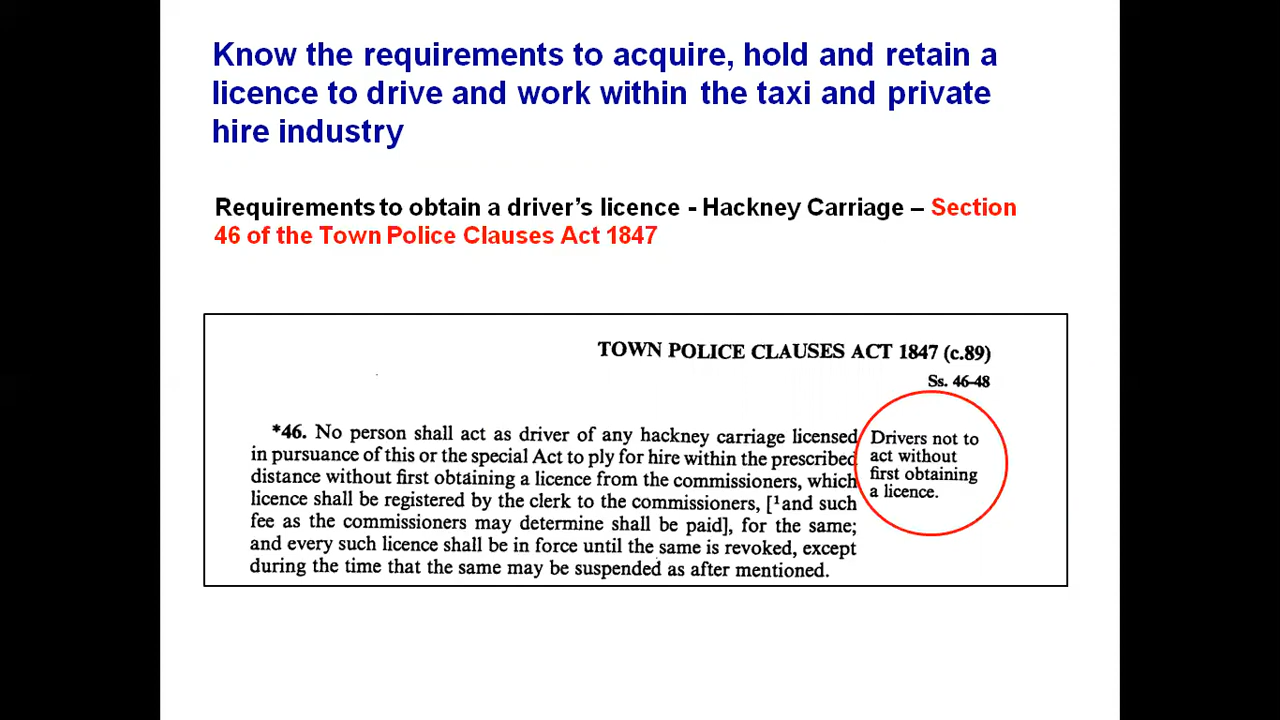 Know the requirements to acquire, hold and retain a
licence to drive and work within the taxi and private
hire industry
Requirements to obtain a driver’s licence - Hackney Carriage – Section
46 of the Town Police Clauses Act 1847
TOWN POLICE CLAUSES ACT 1847 (c.89)
Ss. 46-48
*46. No person shall act as driver of any hackney carriage licensed
in pursuance of this or the special Act to ply for hire within the prescribed
distance without first obtaining a licence from the commissioners, which
licence shall be registered by the clerk to the commissioners, [¹and such
fee as the commissioners may determine shall be paid], for the same;
and every such licence shall be in force until the same is revoked, except
during the time that the same may be suspended as after mentioned.
Drivers not to
act without
first obtaining
a licence.